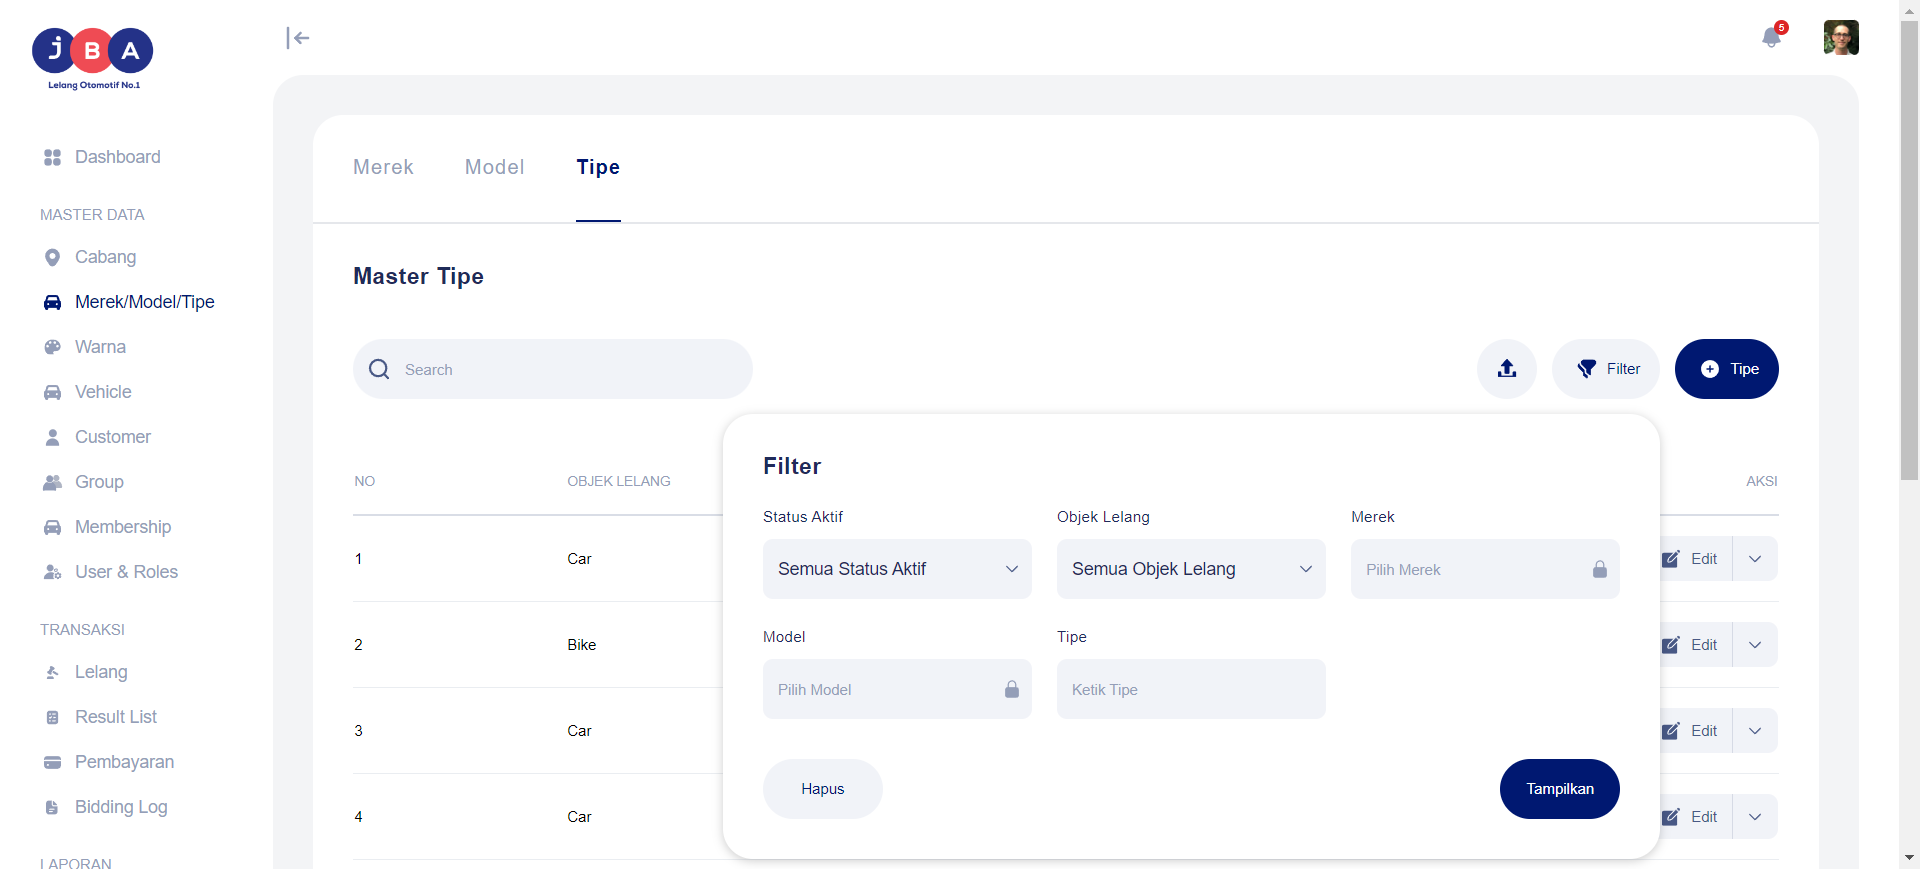 JBA
Lelang Otomotif No.1
5
Dashboard
MASTER DATA
Cabang
Merek/Model/Tipe
Warna
Vehicle
Customer
Group
Membership
User & Roles
TRANSAKSI
Lelang
Result List
Pembayaran
Bidding Log
LAPORAN
Merek Model Tipe
Master Tipe
Search
Filter
Tipe
NO OBJEK LELANG AKSI
1 Car Edit
2 Bike Edit
3 Car Edit
4 Car Edit
Filter
Status Aktif Objek Lelang Merek
Semua Status Aktif Semua Objek Lelang Pilih Merek
Model Tipe
Pilih Model Ketik Tipe
Hapus Tampilkan